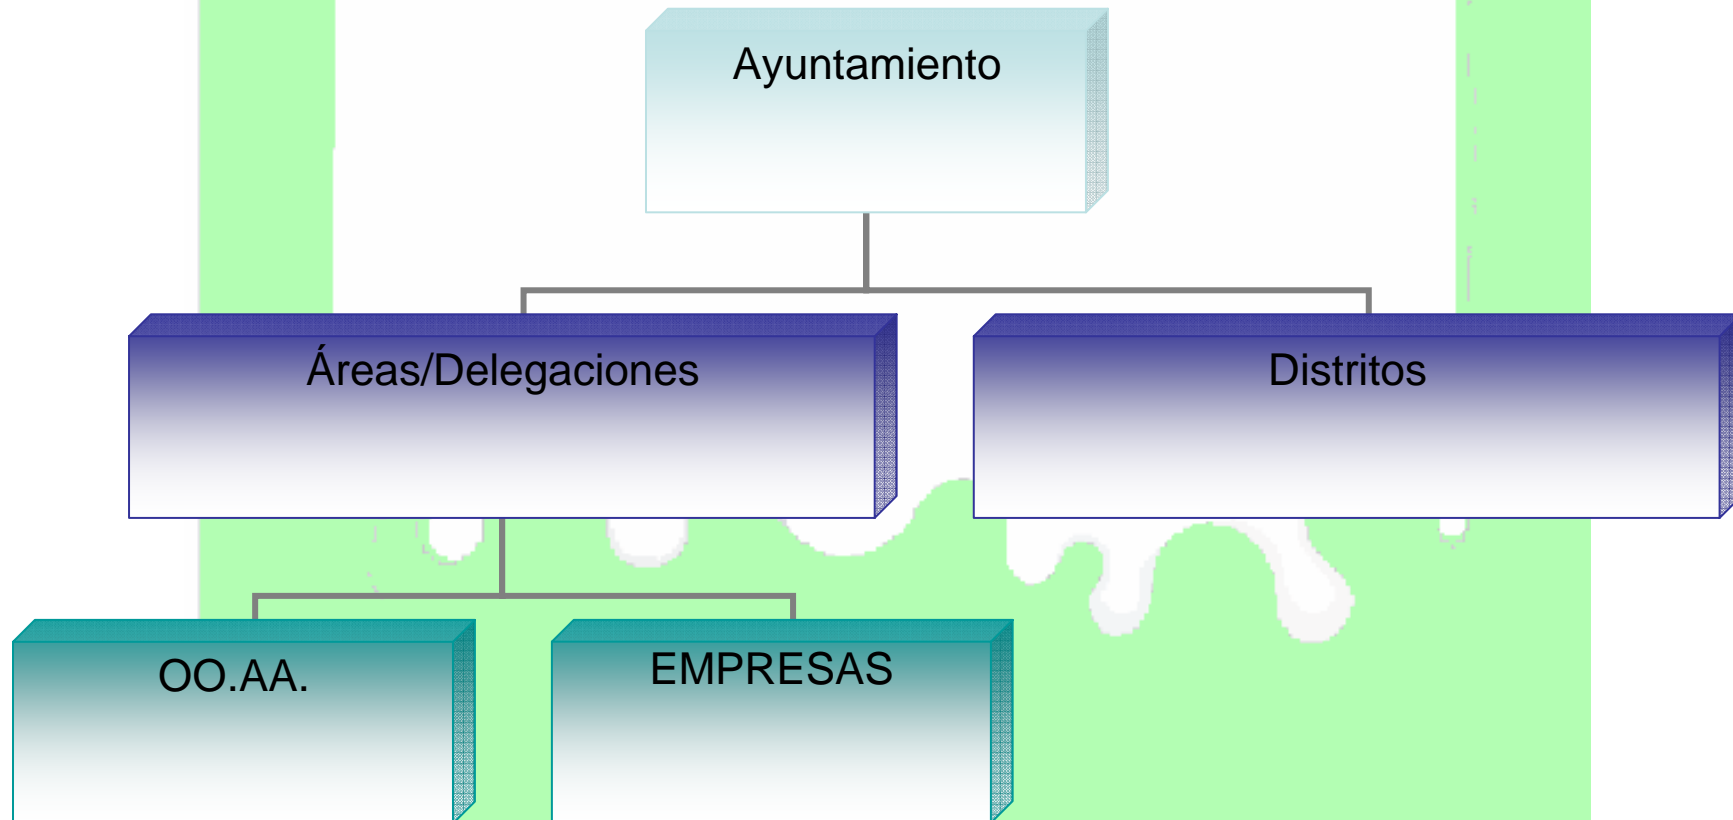 Ayuntamiento
Áreas/Delegaciones
Distritos
OO.AA.
EMPRESAS